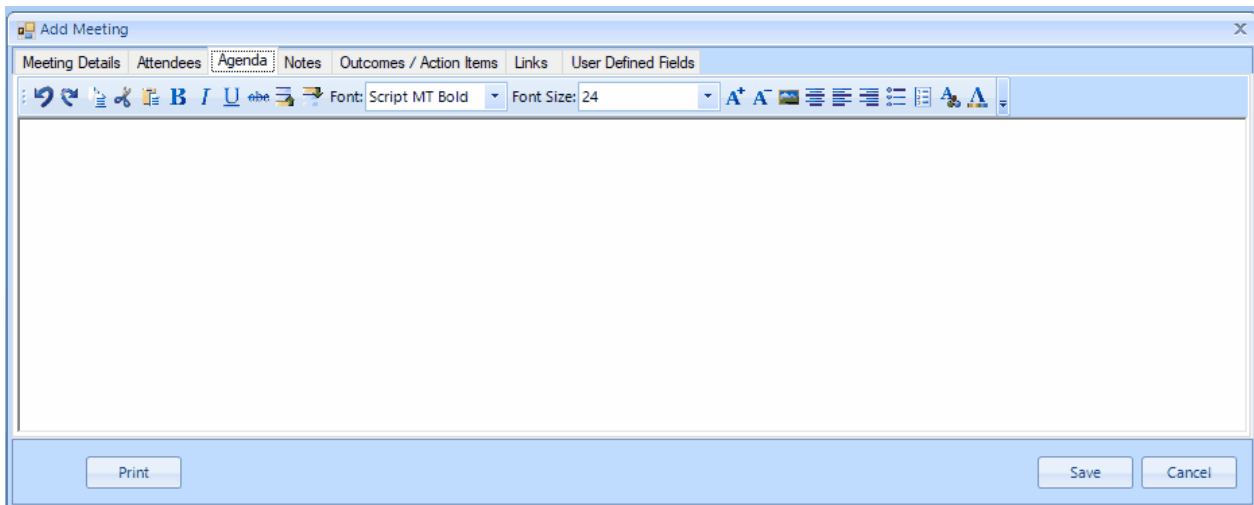 Add Meeting X
Meeting Details Attendees Agenda Notes Outcomes / Action Items Links User Defined Fields
B I U abc Font: Script MT Bold Font Size: 24 A+ A- A A
Print Save Cancel